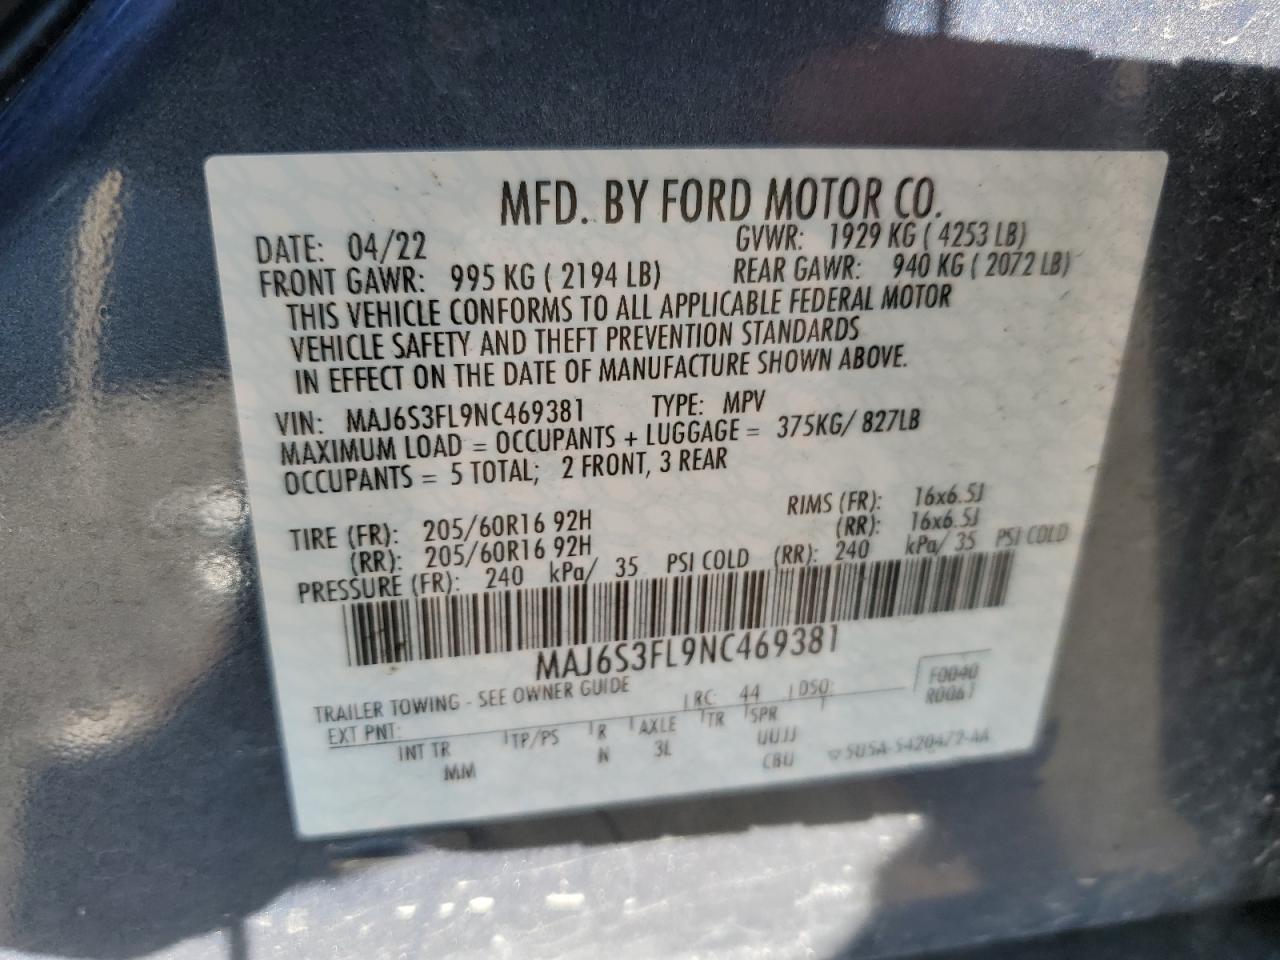 MFD. BY FORD MOTOR CO.
DATE: 04/22 GVWR: 1929 KG ( 4253 LB)
FRONT GAWR: 995 KG ( 2194 LB) REAR GAWR: 940 KG ( 2072 LB)
THIS VEHICLE CONFORMS TO ALL APPLICABLE FEDERAL MOTOR
VEHICLE SAFETY AND THEFT PREVENTION STANDARDS
IN EFFECT ON THE DATE OF MANUFACTURE SHOWN ABOVE.
VIN: MAJ6S3FL9NC469381 TYPE: MPV
MAXIMUM LOAD = OCCUPANTS + LUGGAGE = 375KG/ 827LB
OCCUPANTS = 5 TOTAL; 2 FRONT, 3 REAR
TIRE (FR): 205/60R16 92H RIMS (FR): 16x6.5J
(RR): 205/60R16 92H (RR): 16x6.5J
PRESSURE (FR): 240 kPa/ 35 PSI COLD (RR): 240 kPa/ 35 PSI COLD
MAJ6S3FL9NC469381
TRAILER TOWING - SEE OWNER GUIDE
EXT PNT: RC: 44 DSO: F0040
R0061
INT TR TP/PS R AXLE TR SPR
MM N 3L UUJJ
CBU 5U5A-5420472-AA